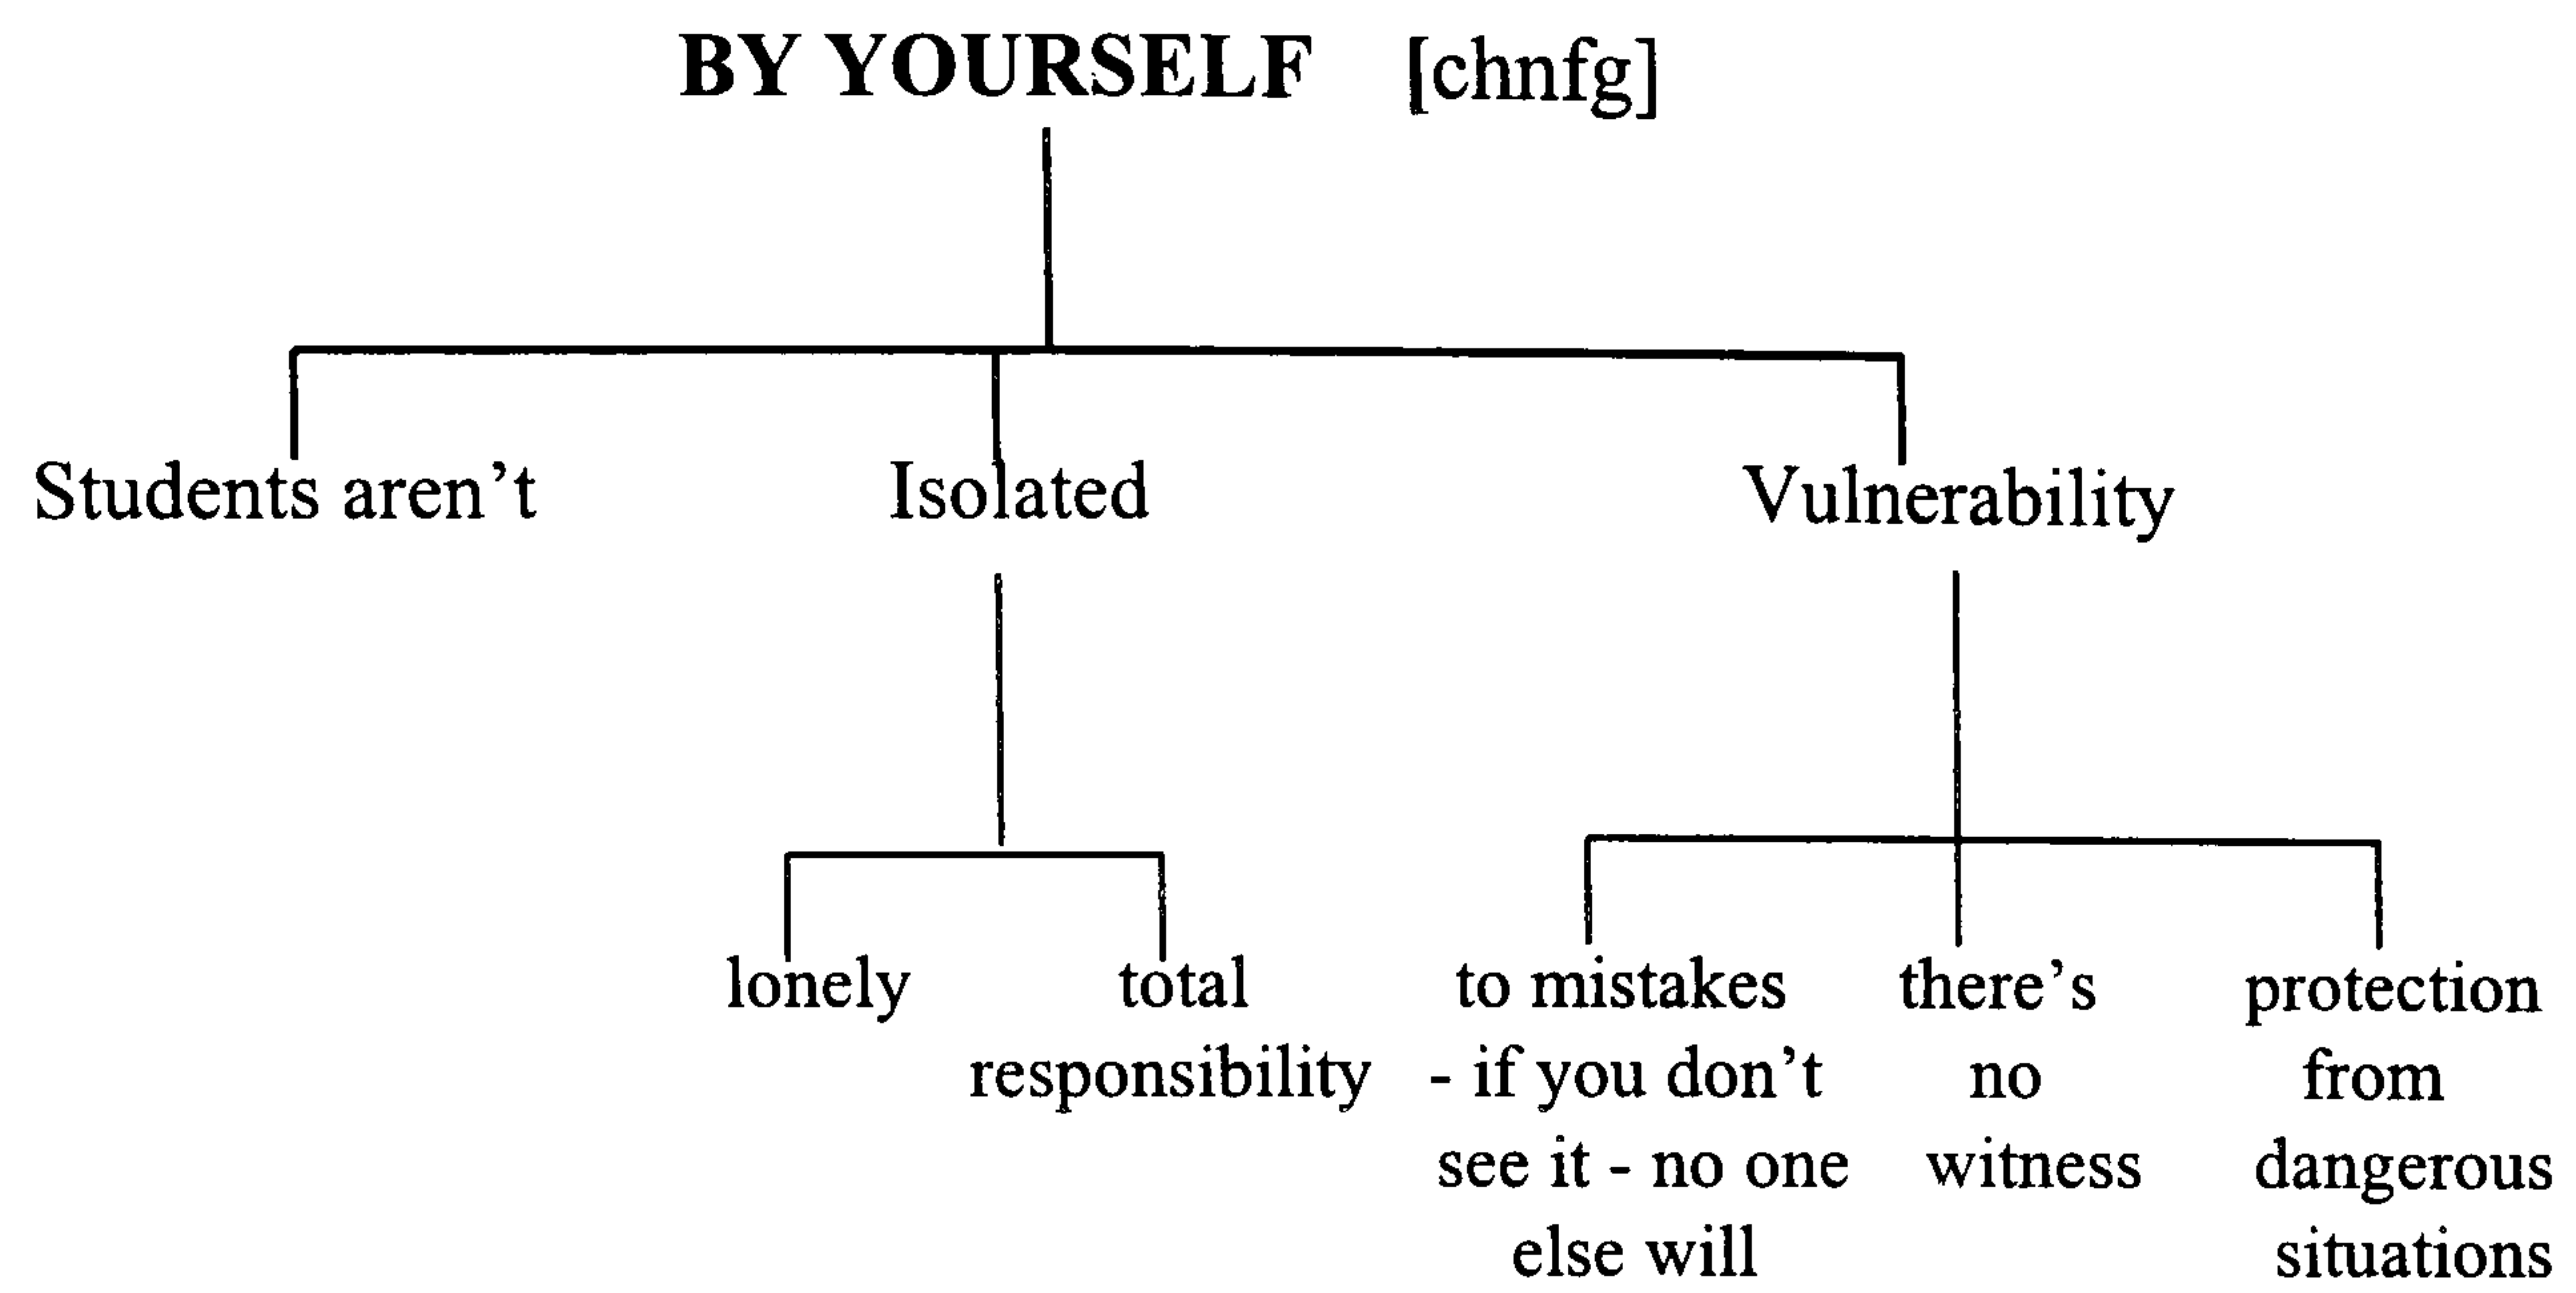 BY YOURSELF [chnfg]
Students aren't
Isolated
Vulnerability
lonely
total
responsibility
to mistakes
- if you don't
see it - no one
else will
there's
no
witness
protection
from
dangerous
situations